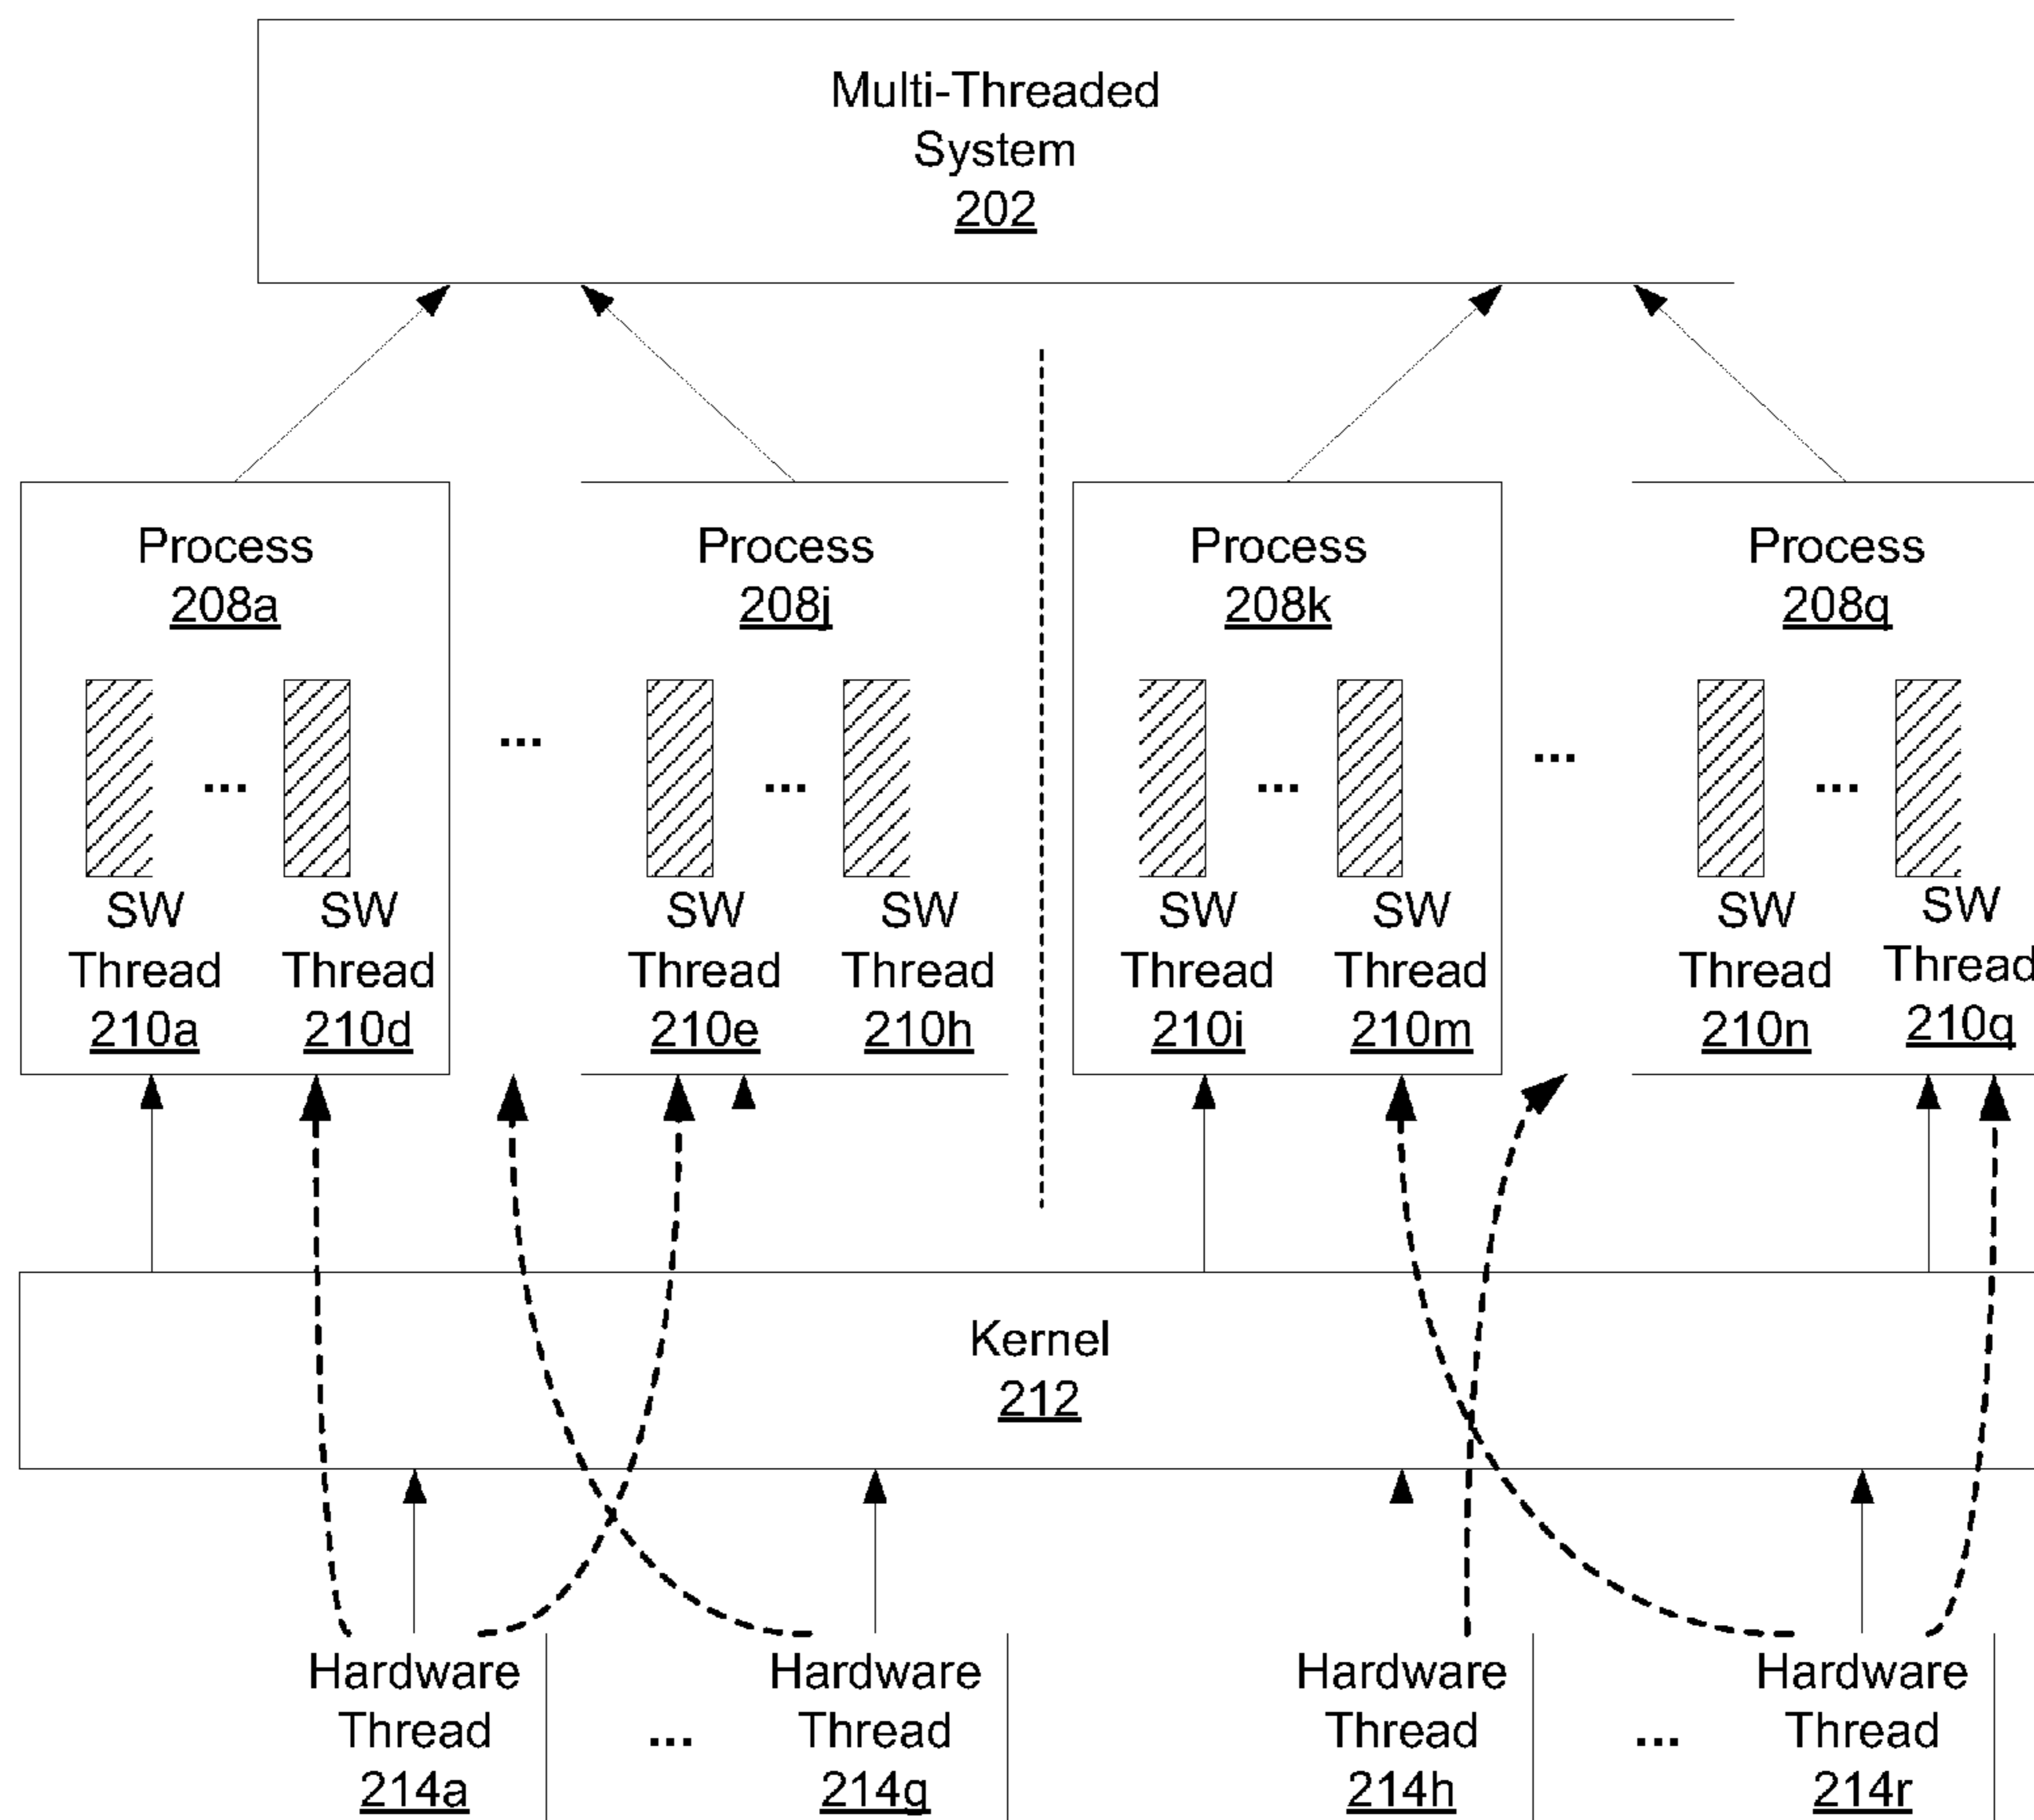 Multi-Threaded
System
202
Process
208a
Process
208j
Process
208k
Process
208q
...
...
...
...
...
...
SW
Thread
210a
SW
Thread
210d
SW
Thread
210e
SW
Thread
210h
SW
Thread
210i
SW
Thread
210m
SW
Thread
210n
SW
Thread
210q
Kernel
212
Hardware
Thread
214a
...
Hardware
Thread
214g
Hardware
Thread
214h
...
Hardware
Thread
214r